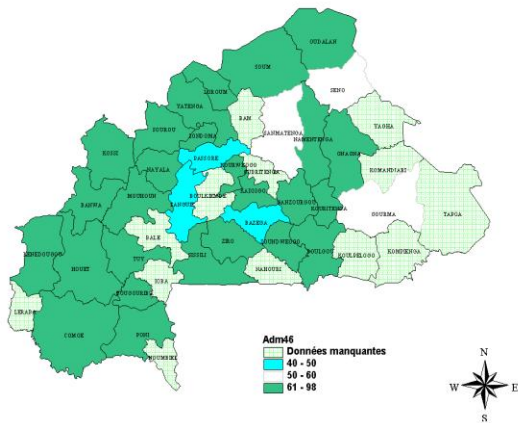 OUDALAN
SOUM
SENO
LOROUM
YATENGA
BAM
YAGHA
SANMATENGA
NAMENTENGA
SOUROU
ZONDOMA
GNAGNA
KOSSI
PASSORE
KOMANDJARI
NAYALA
BOULKIEMDE
KADIOGO
BANWA
MOUHOUN
SANGUIE
GANZOURGOU
KOURITENGA
TAPOA
BAZEGA
GOURMA
BALE
KENEDOUGOU
HOUET
TUY
SISSILI
ZIRO
ZOUNDWEOGO
BOULGOU
KOULPELOGO
KOMPIENGA
IOBA
NAHOURI
BOUGOURIBA
LERABA
COMOE
PONI
NOUMBIEL
Adm46
Données manquantes
40 - 50
50 - 60
61 - 98
N
W
E
S